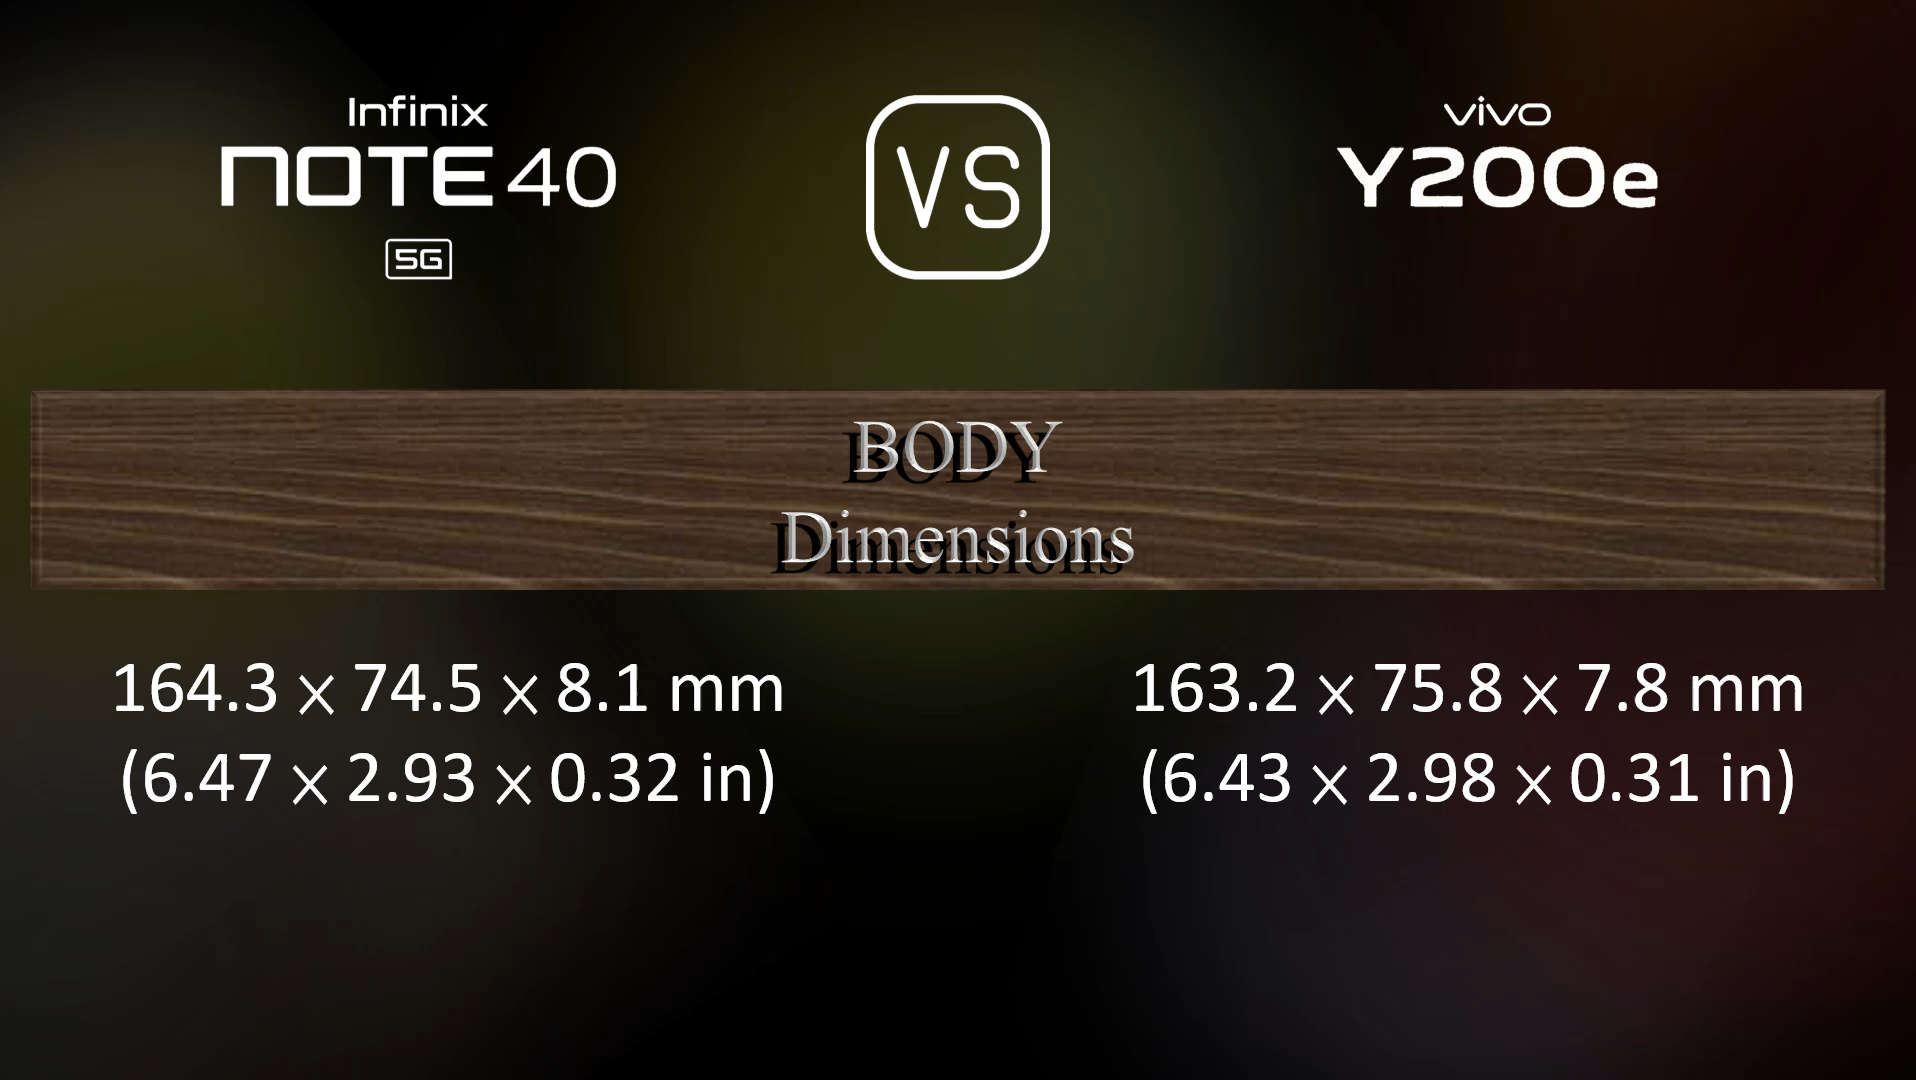 Infinix
NOTE 40
5G
VS
vivo
Y200e
BODY
Dimensions
164.3 x 74.5 x 8.1 mm
(6.47 x 2.93 x 0.32 in)
163.2 x 75.8 x 7.8 mm
(6.43 x 2.98 x 0.31 in)